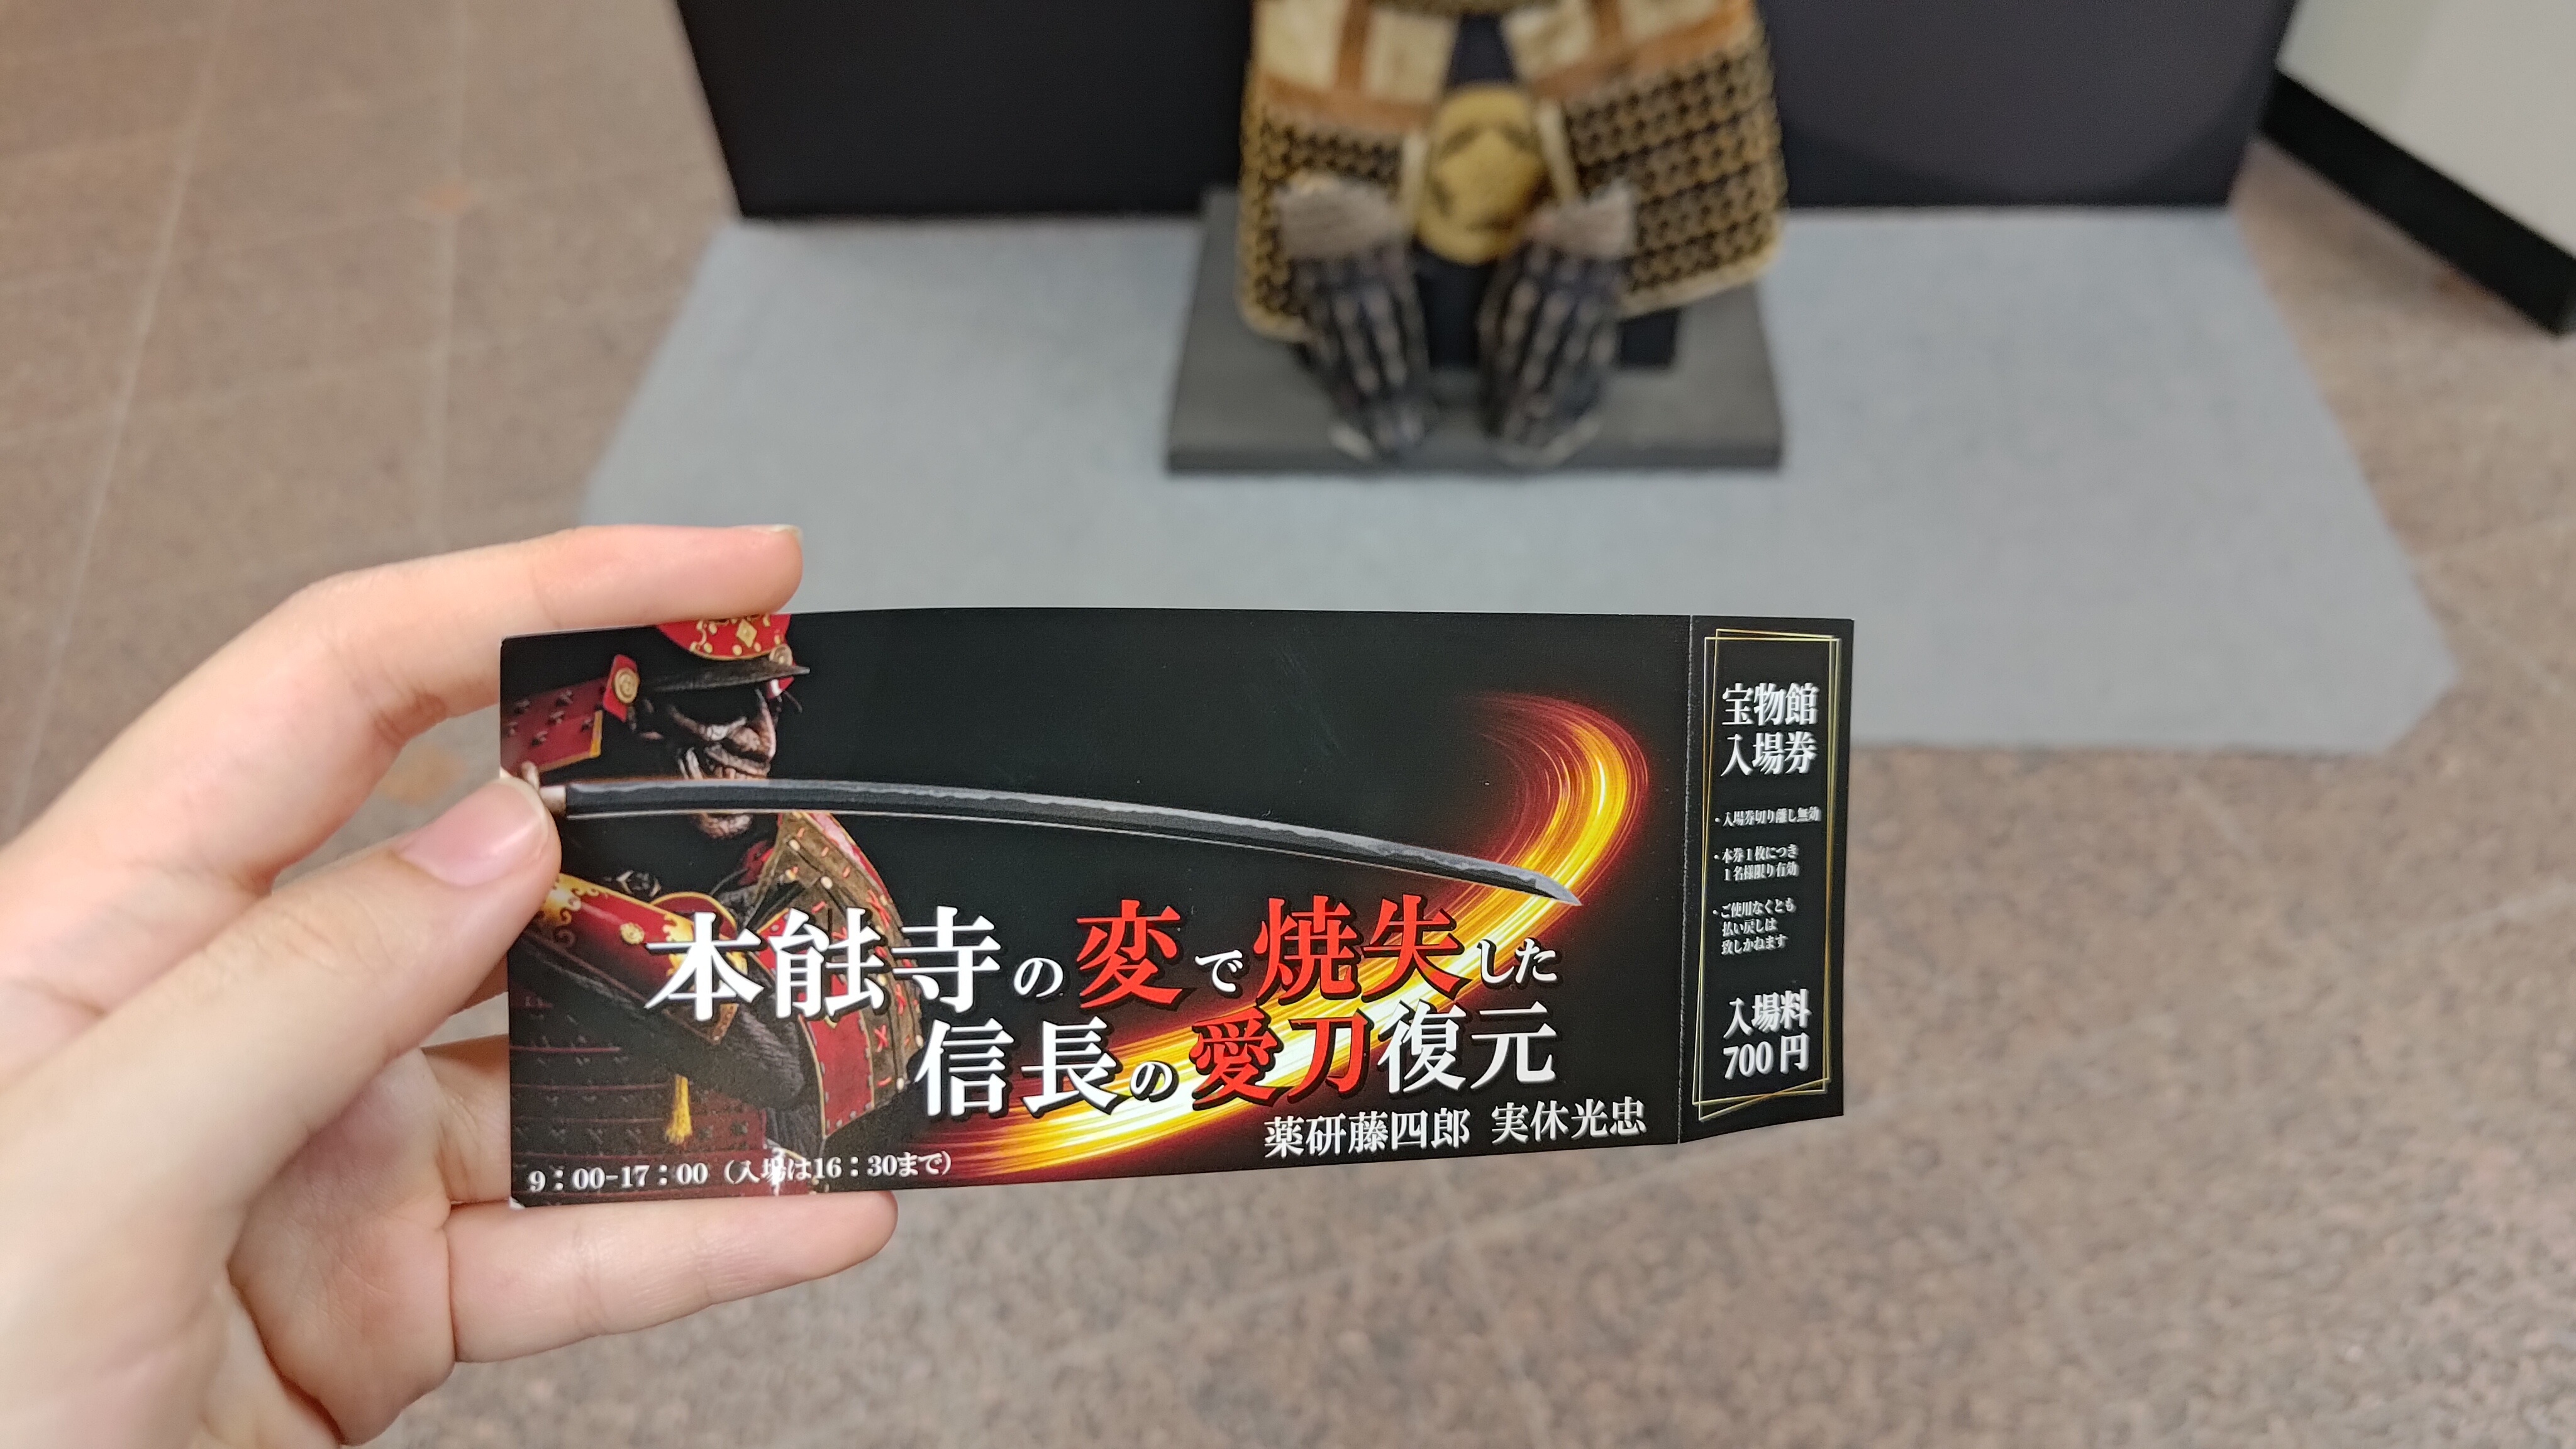 本能寺の変で焼失した
信長の愛刀復元
薬研藤四郎 実休光忠
9：00-17：00（入場は16：30まで）
宝物館
入場券
・入場券切り離し無効
・本券1枚につき
1名様限り有効
・ご使用なくとも
払い戻しは
致しかねます
入場料
700円